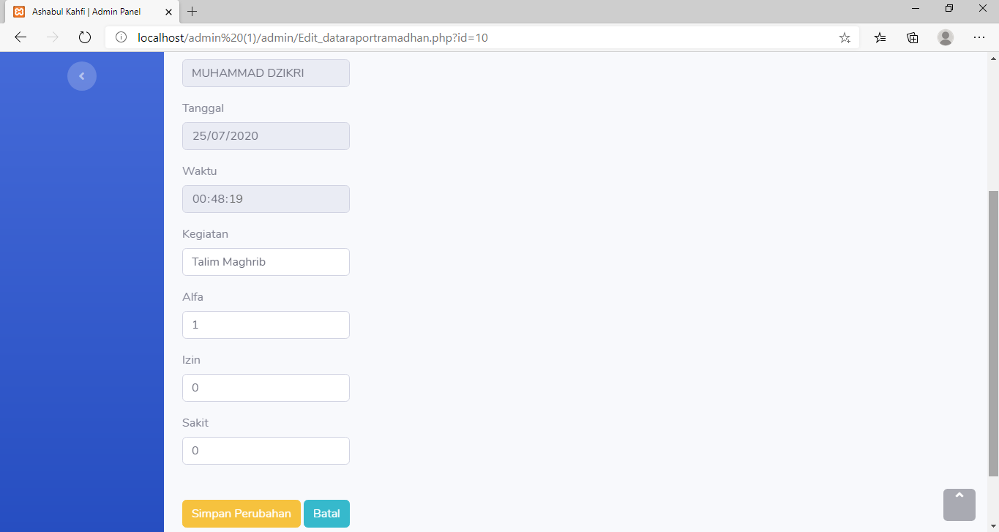 Ashabul Kahfi | Admin Panel
localhost/admin%20(1)/admin/Edit_dataraportramadhan.php?id=10
MUHAMMAD DZIKRI
Tanggal
25/07/2020
Waktu
00:48:19
Kegiatan
Talim Maghrib
Alfa
1
Izin
0
Sakit
0
Simpan Perubahan Batal